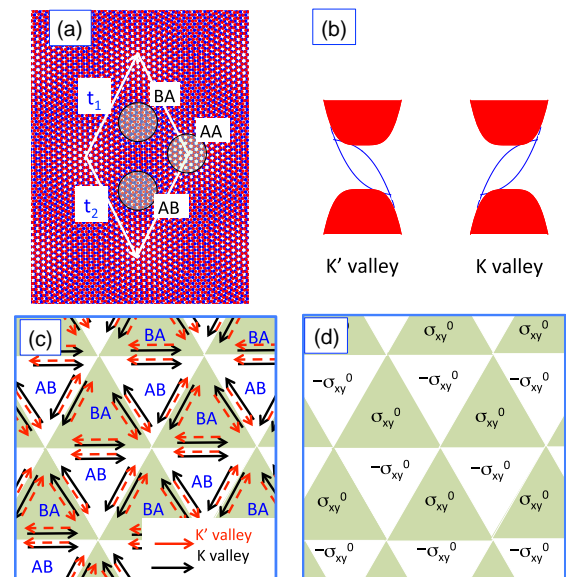 (a)
t₁
BA
AA
t₂
AB
(b)
K' valley
K valley
(c)
BA
BA
AB
AB
AB
BA
BA
AB
AB
BA
BA
BA
AB
K' valley
K valley
(d)
σxy⁰
σxy⁰
σxy⁰
−σxy⁰
−σxy⁰
−σxy⁰
σxy⁰
σxy⁰
−σxy⁰
−σxy⁰
σxy⁰
σxy⁰
σxy⁰
−σxy⁰
−σxy⁰
−σxy⁰